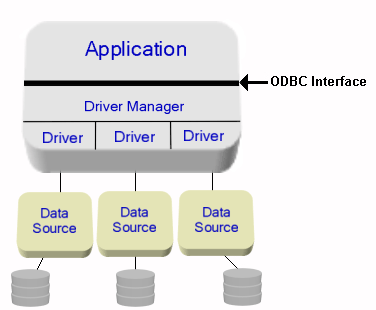 Application
ODBC Interface
Driver Manager
Driver Driver Driver
Data Source
Data Source
Data Source